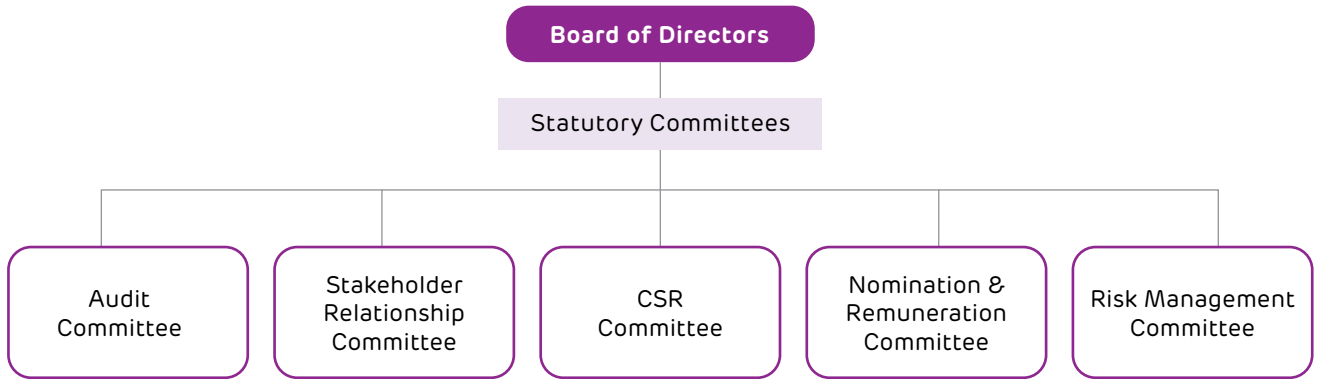 Board of Directors
Statutory Committees
Audit
Committee
Stakeholder
Relationship
Committee
CSR
Committee
Nomination &
Remuneration
Committee
Risk Management
Committee